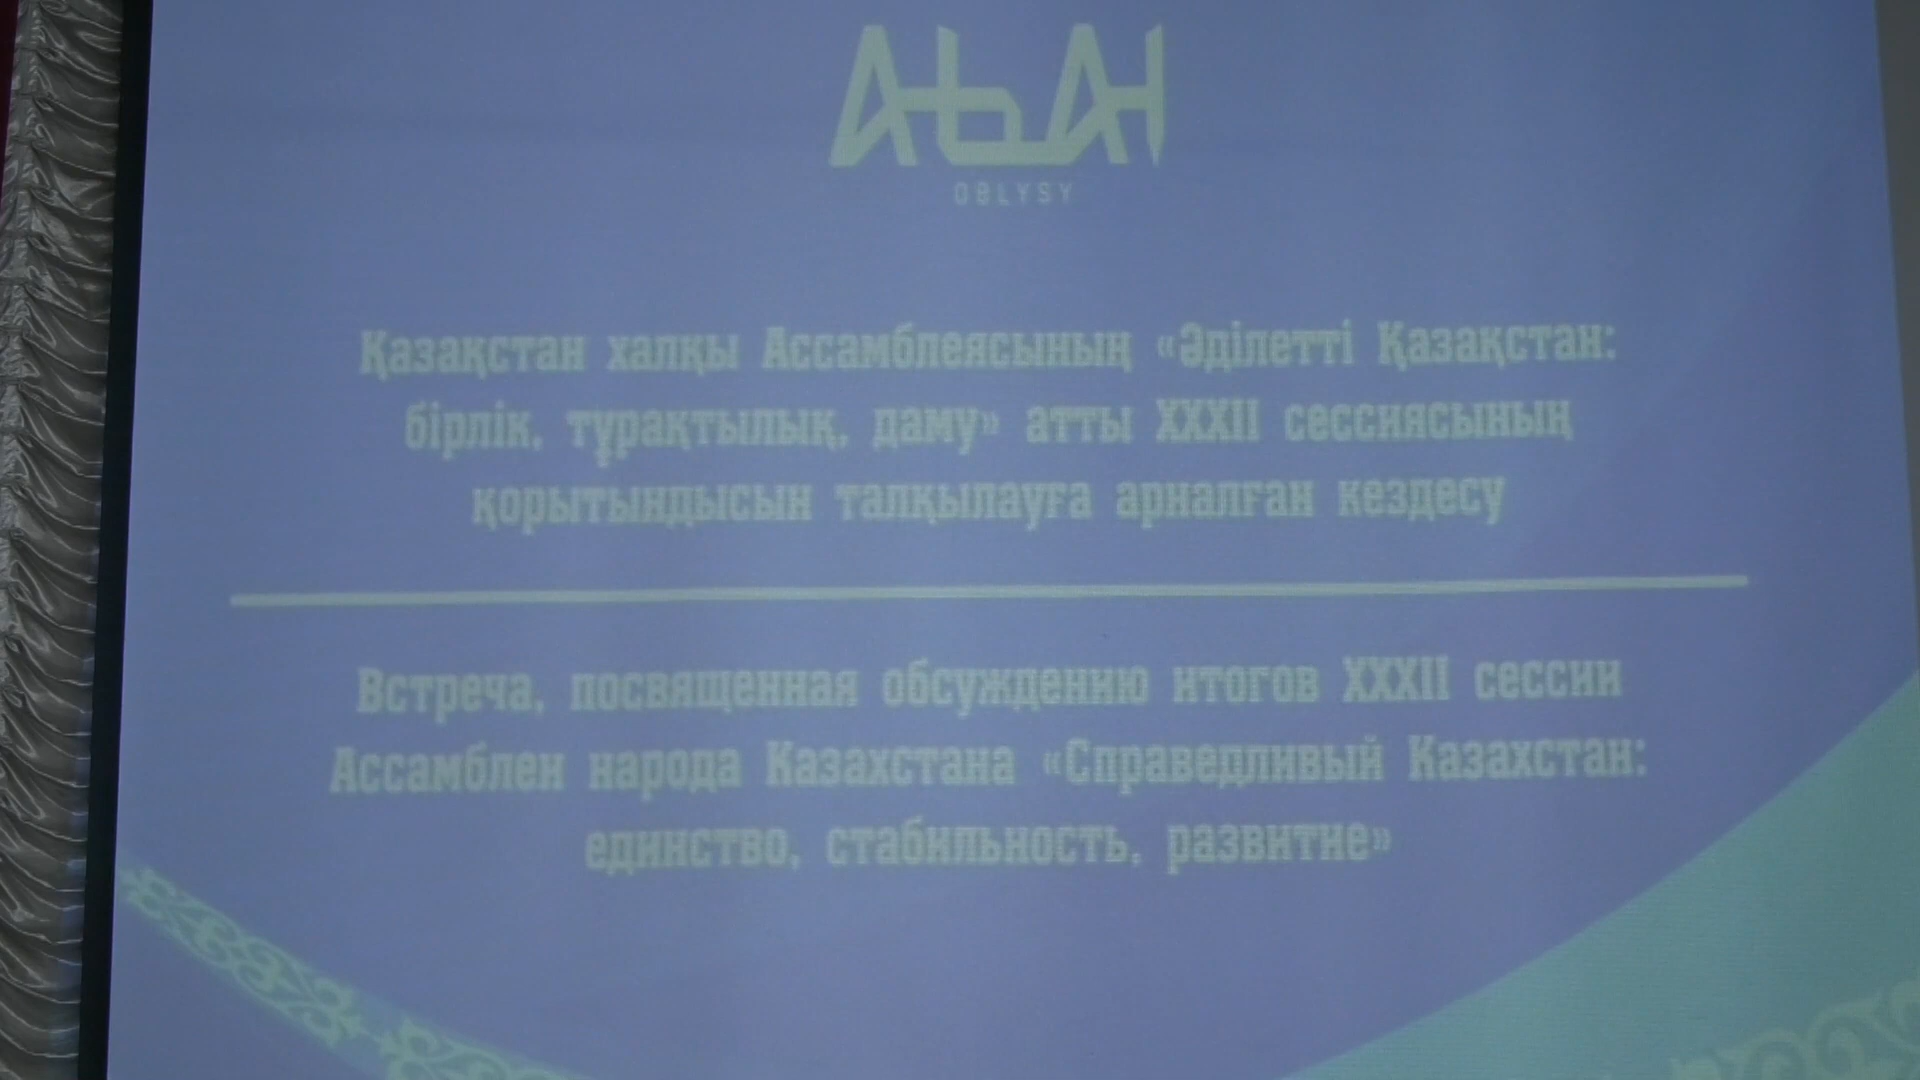 АБАЙ
OBLYSY
Қазақстан халқы Ассамблеясының «Әділетті Қазақстан:
бірлік, тұрақтылық, даму» атты XXXII сессиясының
қорытындысын талқылауға арналған кездесу
Встреча, посвященная обсуждению итогов XXXII сессии
Ассамблеи народа Казахстана «Справедливый Казахстан:
единство, стабильность, развитие»